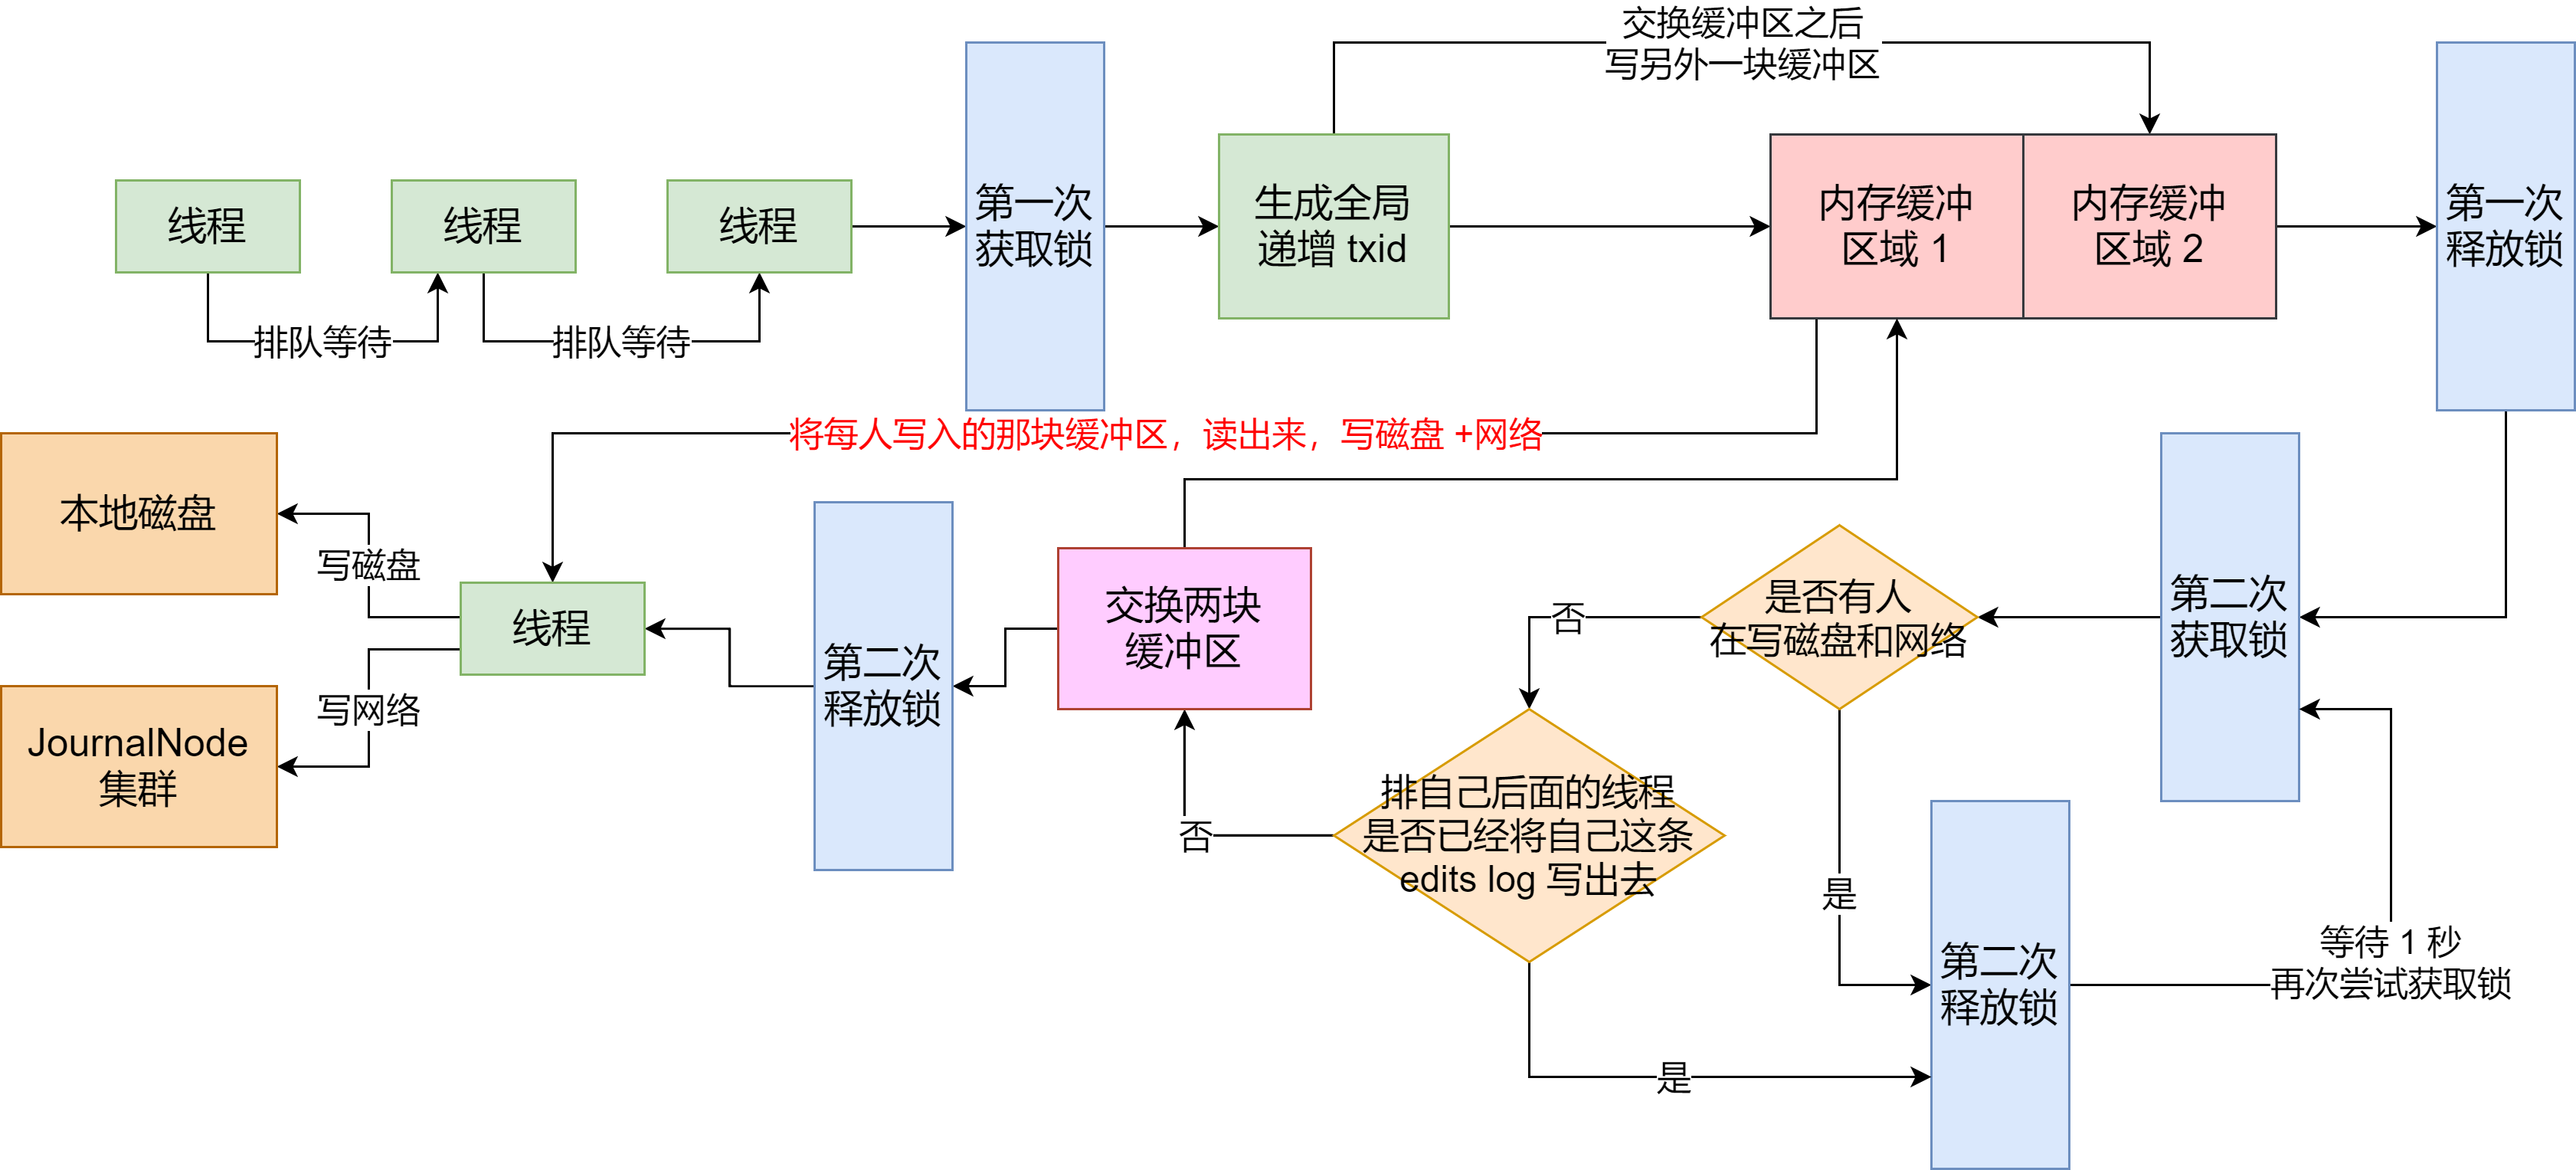 交换缓冲区之后
写另外一块缓冲区
线程
线程
线程
第一次
获取锁
生成全局
递增 txid
内存缓冲
区域 1
内存缓冲
区域 2
第一次
释放锁
排队等待
排队等待
将每人写入的那块缓冲区，读出来，写磁盘 +网络
本地磁盘
写磁盘
线程
写网络
JournalNode
集群
第二次
释放锁
交换两块
缓冲区
否
否
是否有人
在写磁盘和网络
第二次
获取锁
排自己后面的线程
是否已经将自己这条
edits log 写出去
是
第二次
释放锁
等待 1 秒
再次尝试获取锁
是